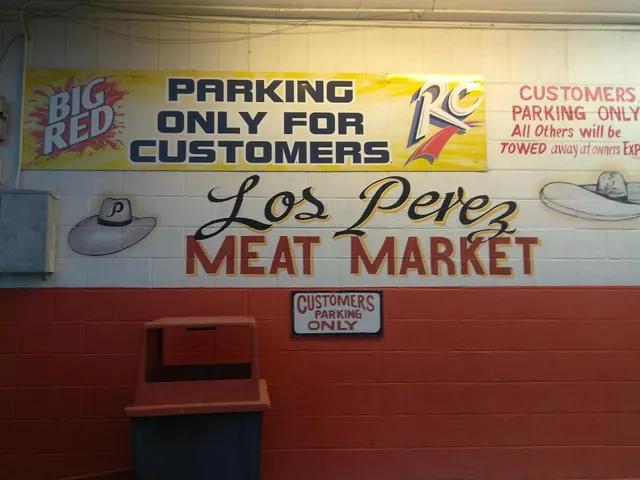 BIG
RED
PARKING
ONLY FOR
CUSTOMERS
RC
CUSTOMERS
PARKING ONLY
All Others will be
TOWED away at owners EXP
P
Los Perez
MEAT MARKET
CUSTOMERS
PARKING
ONLY